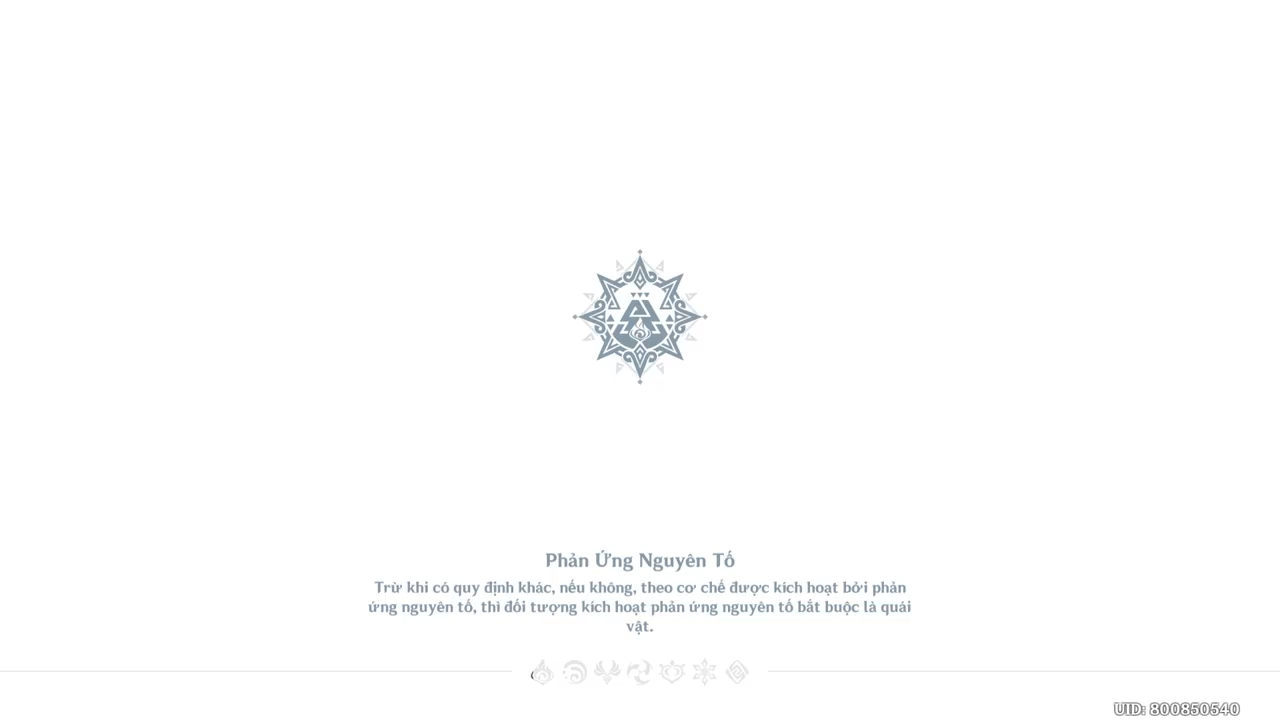 Phản Ứng Nguyên Tố
Trừ khi có quy định khác, nếu không, theo cơ chế được kích hoạt bởi phản
ứng nguyên tố, thì đối tượng kích hoạt phản ứng nguyên tố bắt buộc là quái
vật.
UID: 800850540